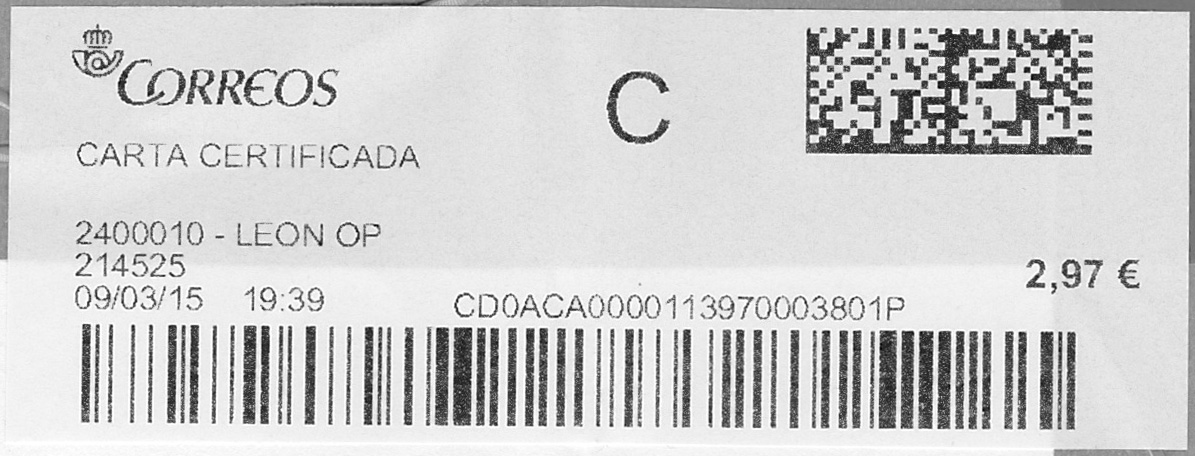 CORREOS
C
CARTA CERTIFICADA
2400010 - LEON OP
214525
2,97 €
09/03/15 19:39
CD0ACA0000113970003801P